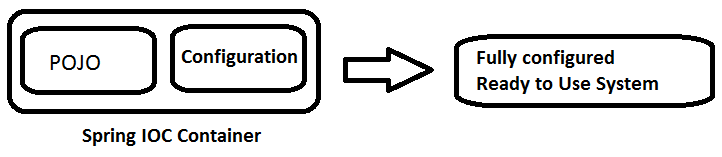 POJO
Configuration
Fully configured
Ready to Use System
Spring IOC Container